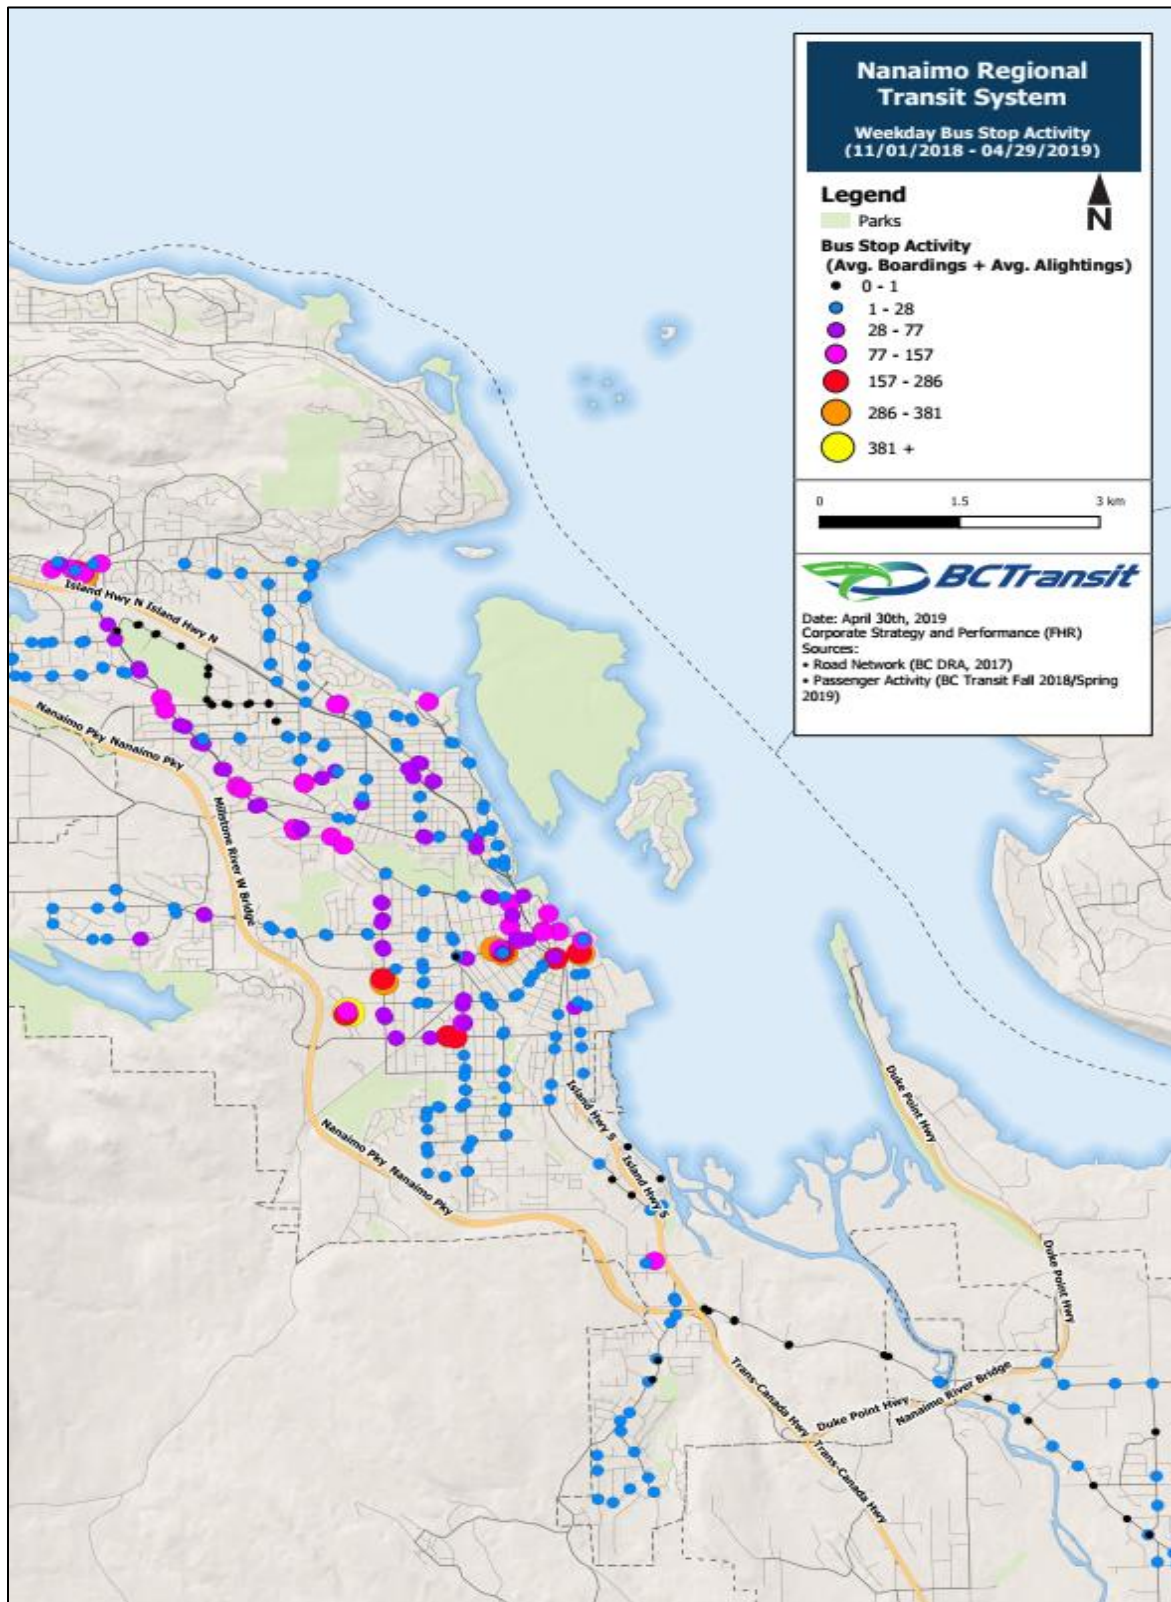 Nanaimo Regional
Transit System
Weekday Bus Stop Activity
(11/01/2018 - 04/29/2019)
Legend
Parks
N
Bus Stop Activity
(Avg. Boardings + Avg. Alightings)
0 - 1
1 - 28
28 - 77
77 - 157
157 - 286
286 - 381
381 +
0 1.5 3 km
BCTransit
Date: April 30th, 2019
Corporate Strategy and Performance (FHR)
Sources:
• Road Network (BC DRA, 2017)
• Passenger Activity (BC Transit Fall 2018/Spring
2019)
Island Hwy N Island Hwy N
Nanaimo Pky Nanaimo Pky
Millstone River W Bridge
Nanaimo Pky Nanaimo Pky
Island Hwy S Island Hwy S
Duke Point Hwy
Duke Point Hwy
Trans-Canada Hwy
Duke Point Hwy
Nanaimo River Bridge
Trans-Canada Hwy